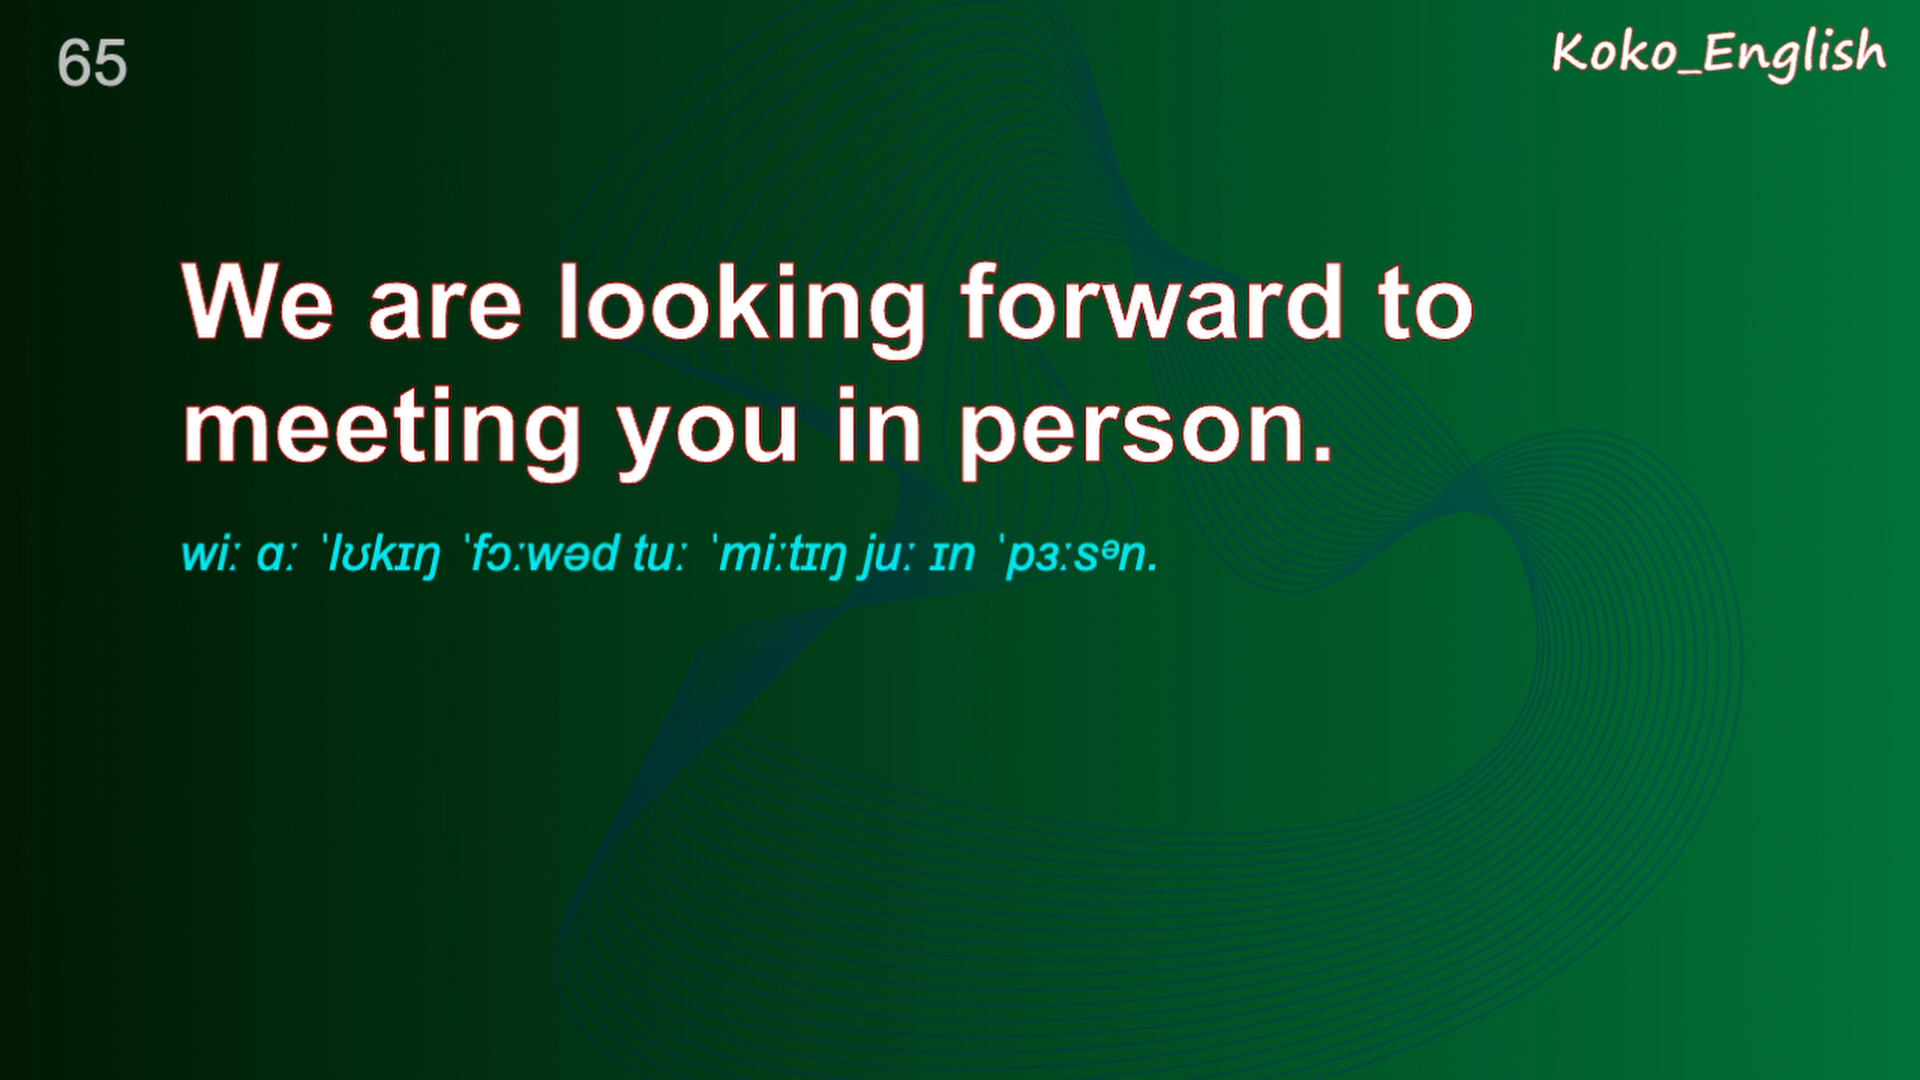 65
Koko_English
We are looking forward to
meeting you in person.
wiː ɑː ˈlʊkɪŋ ˈfɔːwəd tuː ˈmiːtɪŋ juː ɪn ˈpɜːsᵊn.